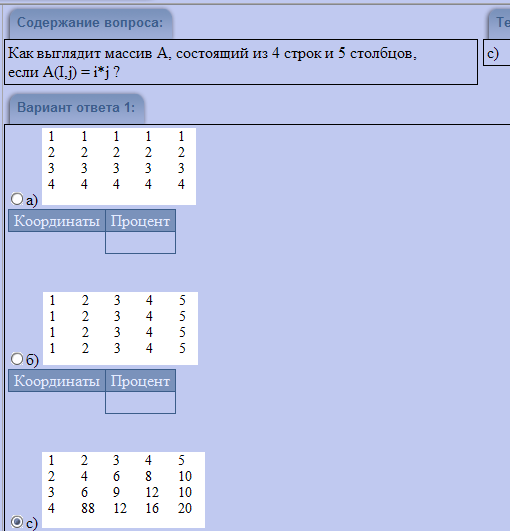 Содержание вопроса:
Те
Как выглядит массив А, состоящий из 4 строк и 5 столбцов,
если A(I,j) = i*j ?
с)
Вариант ответа 1:
1 1 1 1 1
2 2 2 2 2
3 3 3 3 3
4 4 4 4 4
а)
Координаты Процент
1 2 3 4 5
1 2 3 4 5
1 2 3 4 5
1 2 3 4 5
б)
Координаты Процент
1 2 3 4 5
2 4 6 8 10
3 6 9 12 10
4 88 12 16 20
с)